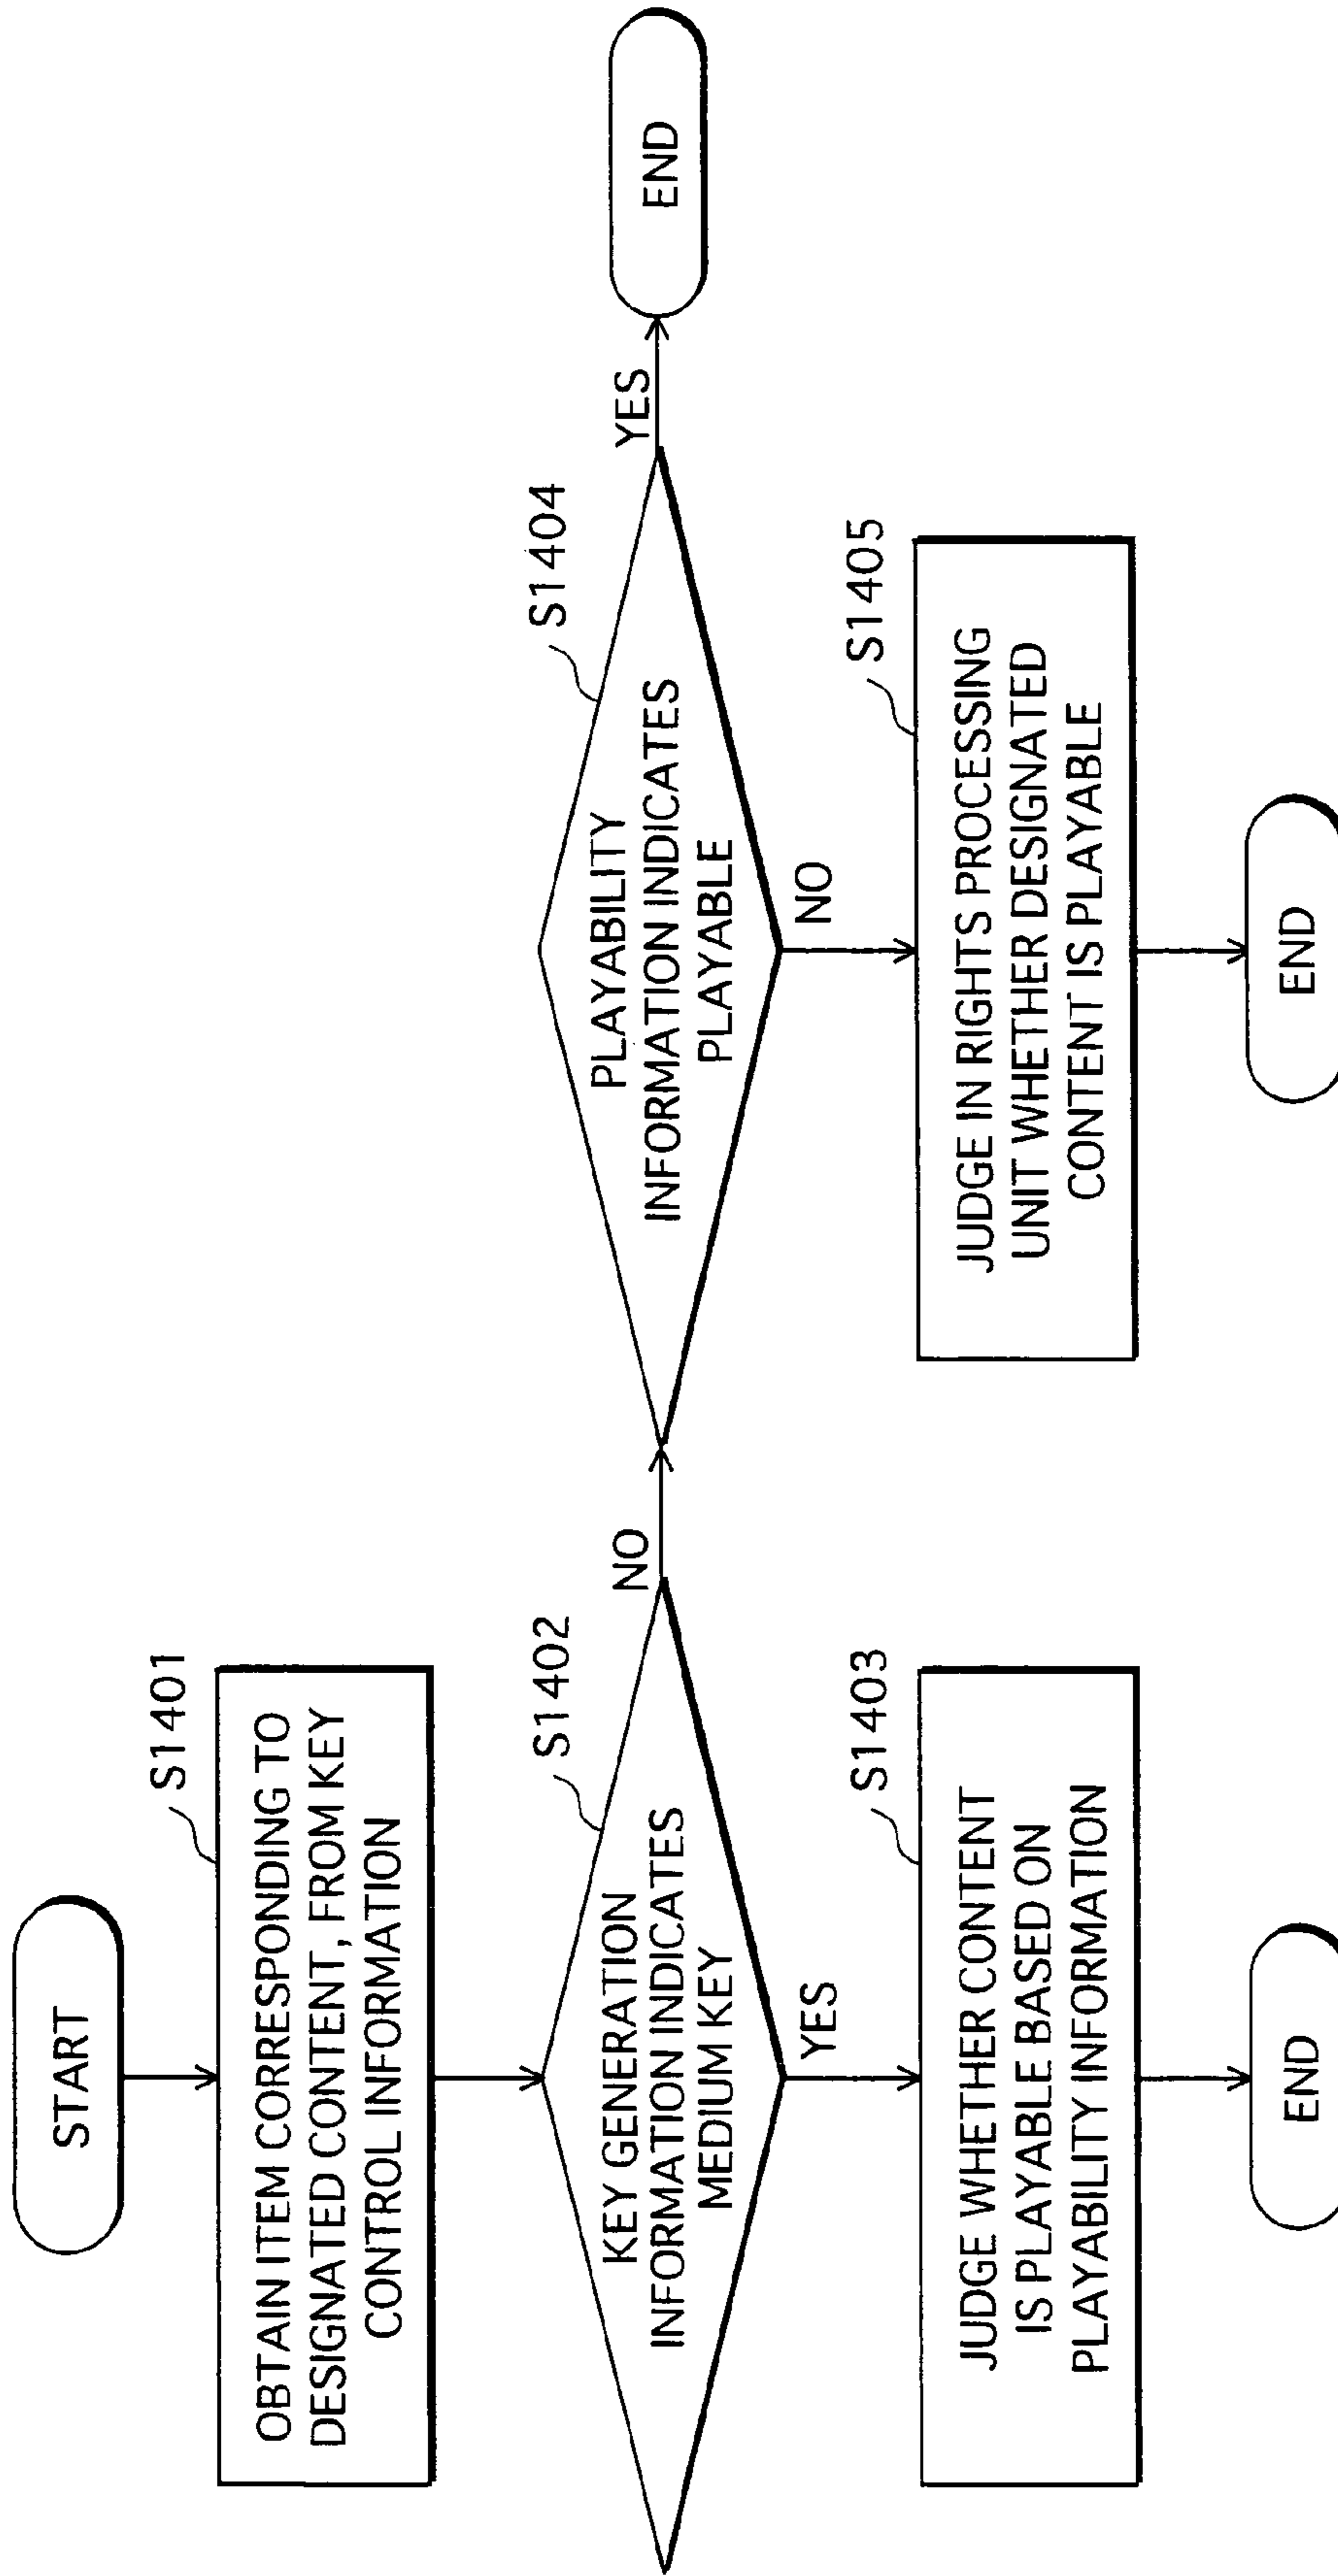 START
S1401
OBTAIN ITEM CORRESPONDING TO
DESIGNATED CONTENT, FROM KEY
CONTROL INFORMATION
S1402
KEY GENERATION
INFORMATION INDICATES
MEDIUM KEY
NO
YES
S1403
JUDGE WHETHER CONTENT
IS PLAYABLE BASED ON
PLAYABILITY INFORMATION
END
S1404
PLAYABILITY
INFORMATION INDICATES
PLAYABLE
YES
END
NO
S1405
JUDGE IN RIGHTS PROCESSING
UNIT WHETHER DESIGNATED
CONTENT IS PLAYABLE
END